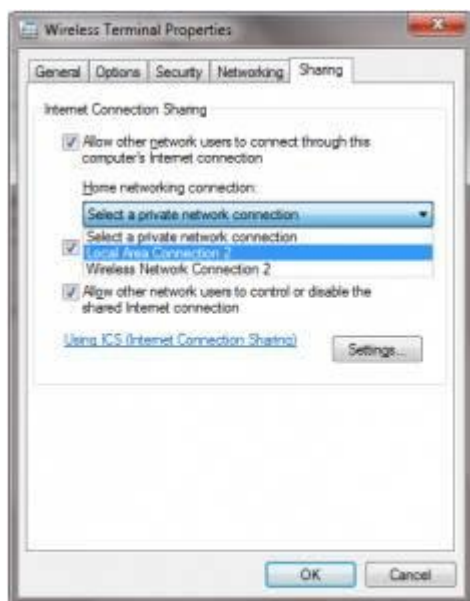 Wireless Terminal Properties
General Options Security Networking Sharing
Internet Connection Sharing
Allow other network users to connect through this
computer's Internet connection
Home networking connection:
Select a private network connection
Select a private network connection
Local Area Connection 2
Wireless Network Connection 2
Allow other network users to control or disable the
shared Internet connection
Using ICS (Internet Connection Sharing)
Settings...
OK Cancel